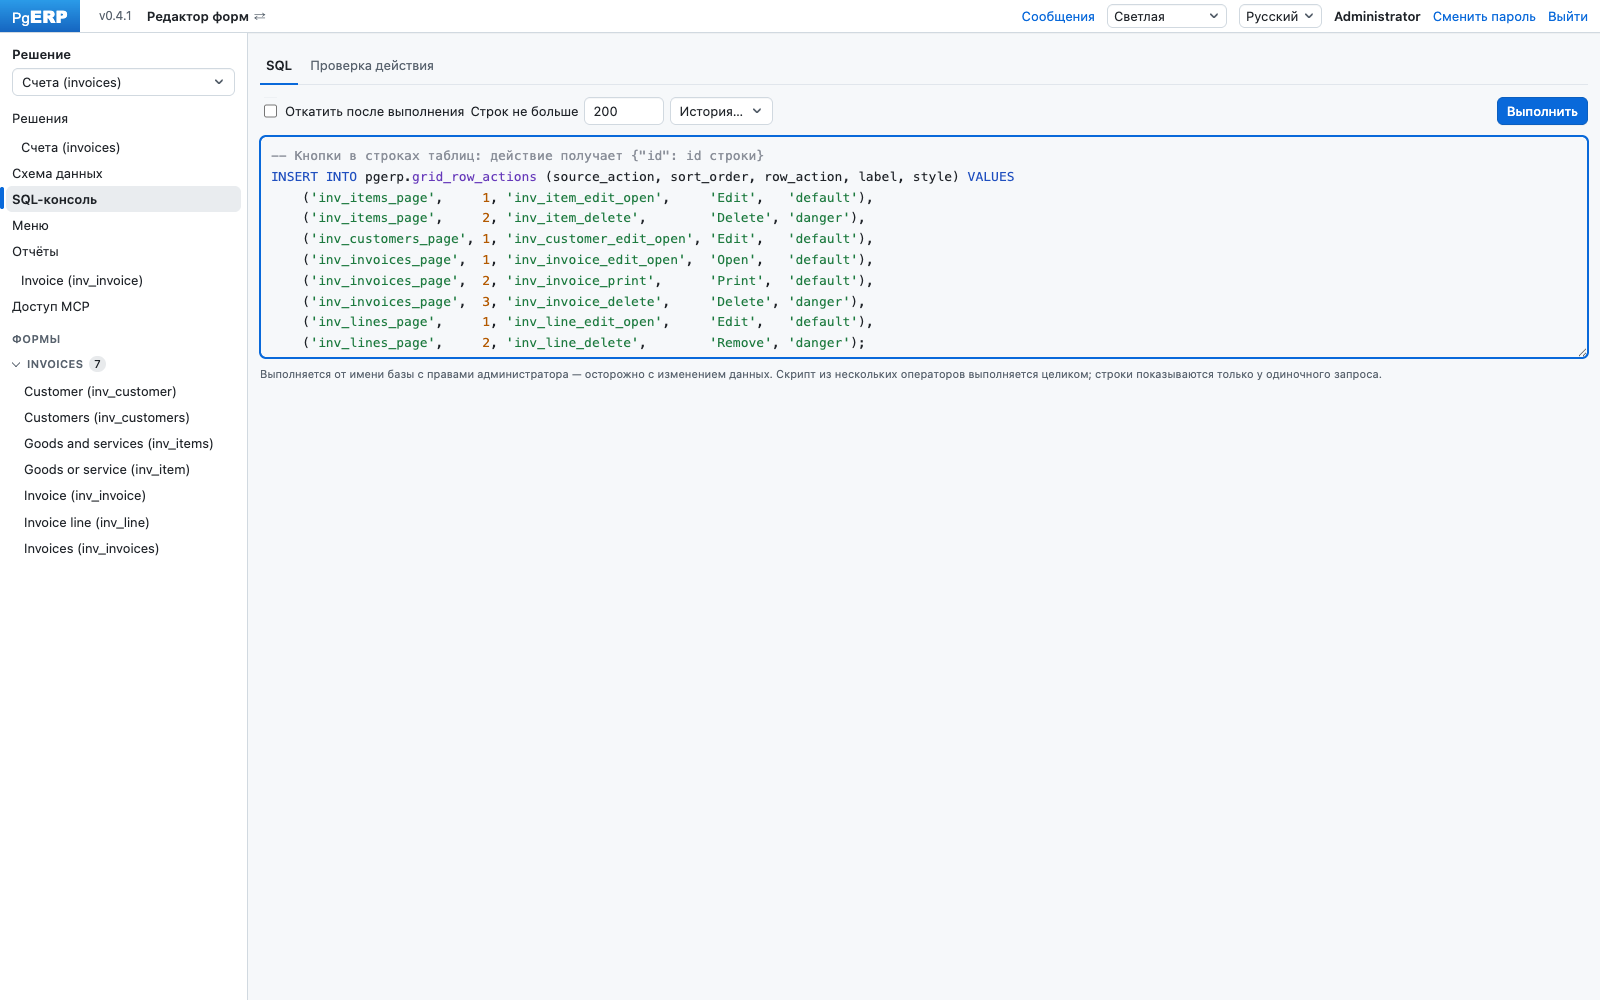 PgERP v0.4.1 Редактор форм ⇄ Сообщения Светлая Русский Administrator Сменить пароль Выйти
Решение
Счета (invoices)
Решения
Счета (invoices)
Схема данных
SQL-консоль
Меню
Отчёты
Invoice (inv_invoice)
Доступ MCP
ФОРМЫ
INVOICES 7
Customer (inv_customer)
Customers (inv_customers)
Goods and services (inv_items)
Goods or service (inv_item)
Invoice (inv_invoice)
Invoice line (inv_line)
Invoices (inv_invoices)
SQL Проверка действия
Откатить после выполнения Строк не больше 200 История... Выполнить
-- Кнопки в строках таблиц: действие получает {"id": id строки}
INSERT INTO pgerp.grid_row_actions (source_action, sort_order, row_action, label, style) VALUES
    ('inv_items_page',     1, 'inv_item_edit_open',     'Edit',   'default'),
    ('inv_items_page',     2, 'inv_item_delete',        'Delete', 'danger'),
    ('inv_customers_page', 1, 'inv_customer_edit_open', 'Edit',   'default'),
    ('inv_invoices_page',  1, 'inv_invoice_edit_open',  'Open',   'default'),
    ('inv_invoices_page',  2, 'inv_invoice_print',      'Print',  'default'),
    ('inv_invoices_page',  3, 'inv_invoice_delete',     'Delete', 'danger'),
    ('inv_lines_page',     1, 'inv_line_edit_open',     'Edit',   'default'),
    ('inv_lines_page',     2, 'inv_line_delete',        'Remove', 'danger');
Выполняется от имени базы с правами администратора — осторожно с изменением данных. Скрипт из нескольких операторов выполняется целиком; строки показываются только у одиночного запроса.